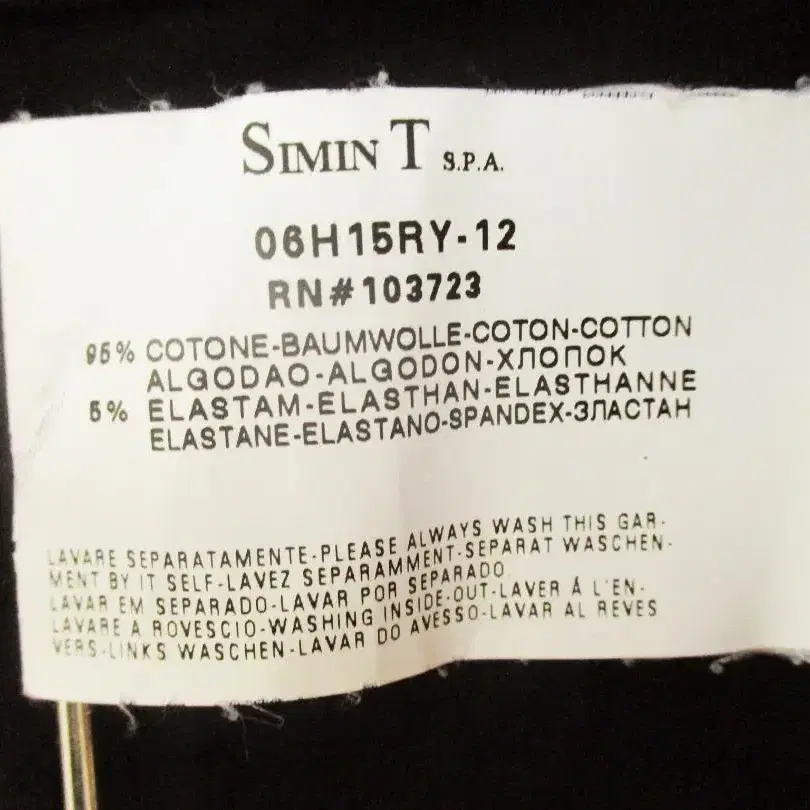 SIMIN T S.P.A.
06H15RY-12
RN#103723
95% COTONE-BAUMWOLLE-COTON-COTTON
ALGODAO-ALGODON-ХЛОПОК
5% ELASTAM-ELASTHAN-ELASTHANNE
ELASTANE-ELASTANO-SPANDEX-ЗЛАСТАН
LAVARE SEPARATAMENTE-PLEASE ALWAYS WASH THIS GAR-
MENT BY IT SELF-LAVEZ SEPARAMMENT-SEPARAT WASCHEN-
LAVAR EM SEPARADO-LAVAR POR SEPARADO
LAVARE A ROVESCIO-WASHING INSIDE-OUT-LAVER Á L'EN-
VERS-LINKS WASCHEN-LAVAR DO AVESSO-LAVAR AL REVES